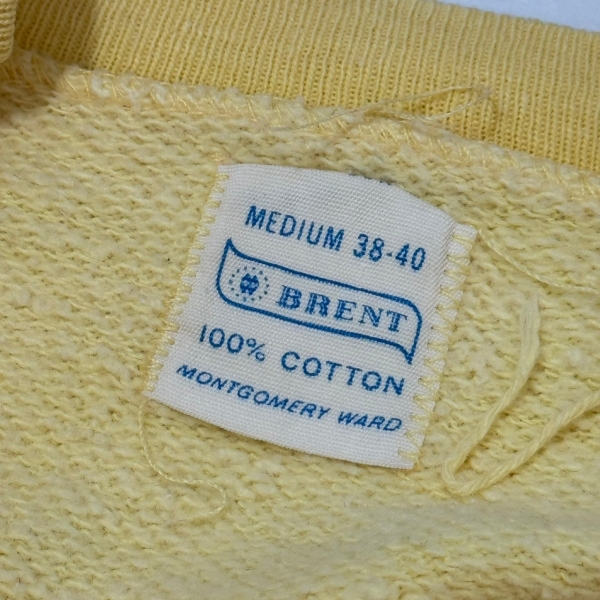 MEDIUM 38-40
BRENT
100% COTTON
MONTGOMERY WARD